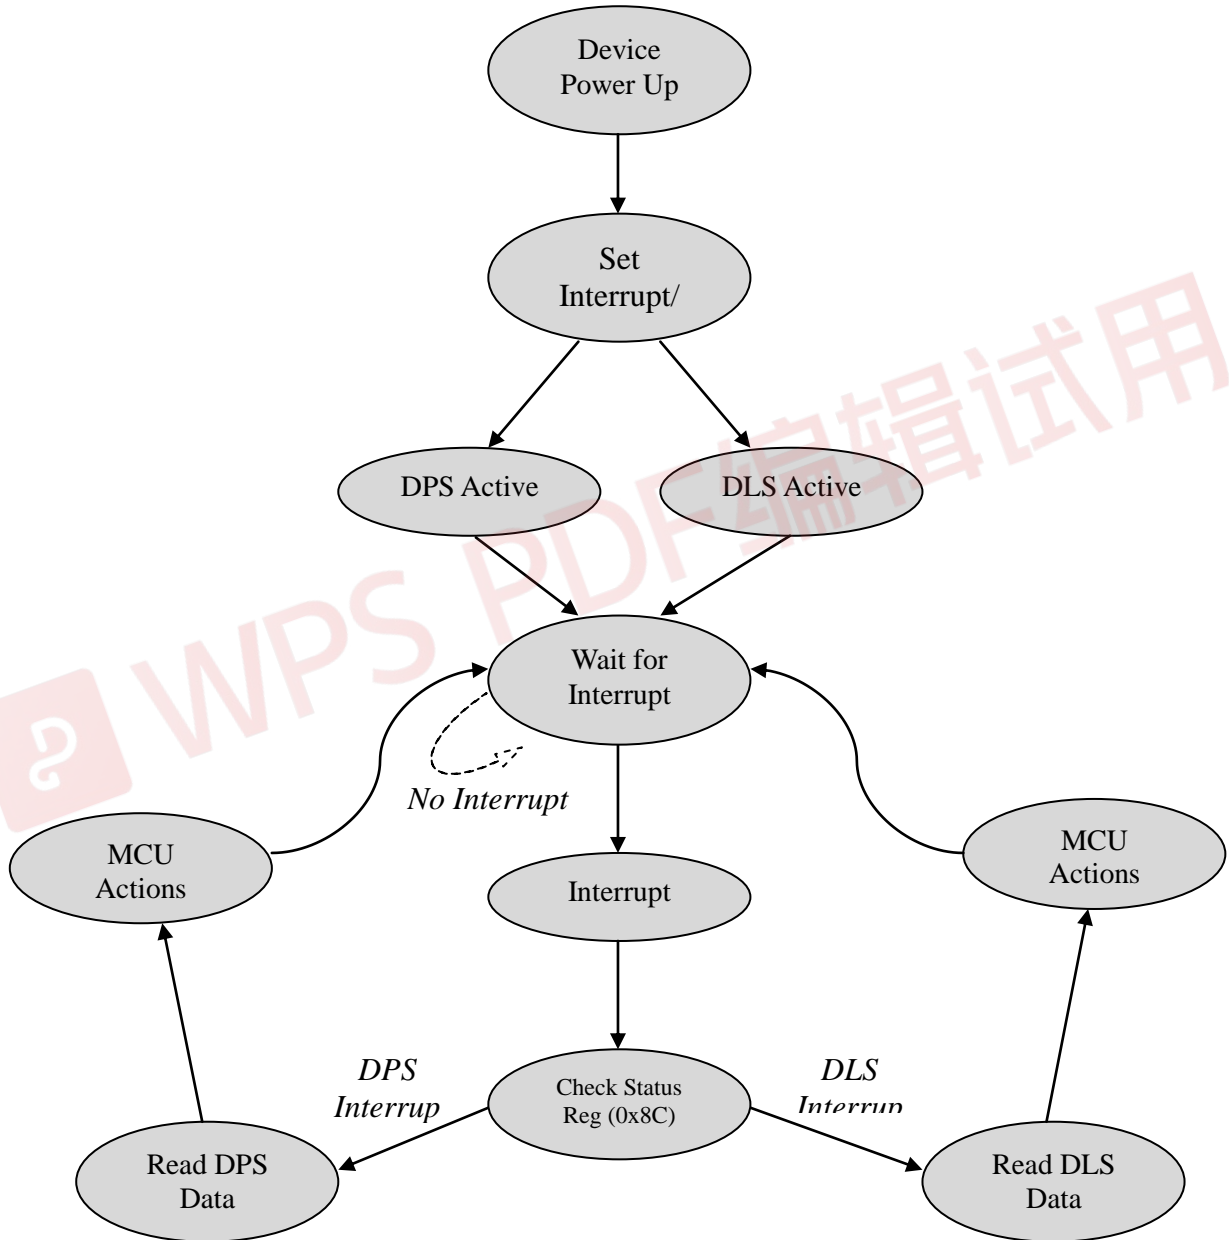 Device
Power Up
Set
Interrupt/
DPS Active
DLS Active
WPS PDF编辑试用
Wait for
Interrupt
No Interrupt
MCU
Actions
Interrupt
MCU
Actions
DPS
Interrup
Check Status
Reg (0x8C)
DLS
Interrup
Read DPS
Data
Read DLS
Data